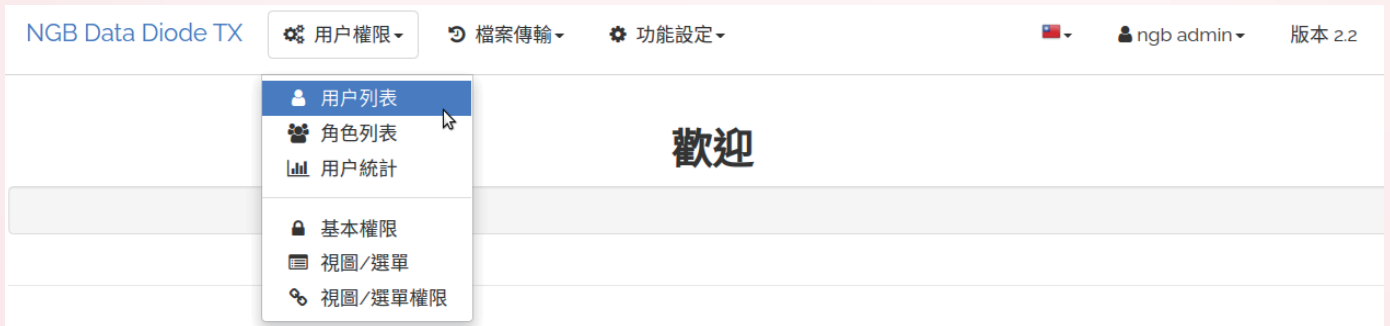 NGB Data Diode TX 用户權限 檔案傳輸 功能設定 ngb admin 版本 2.2
用户列表
角色列表
用户統計
基本權限
視圖/選單
視圖/選單權限
歡迎